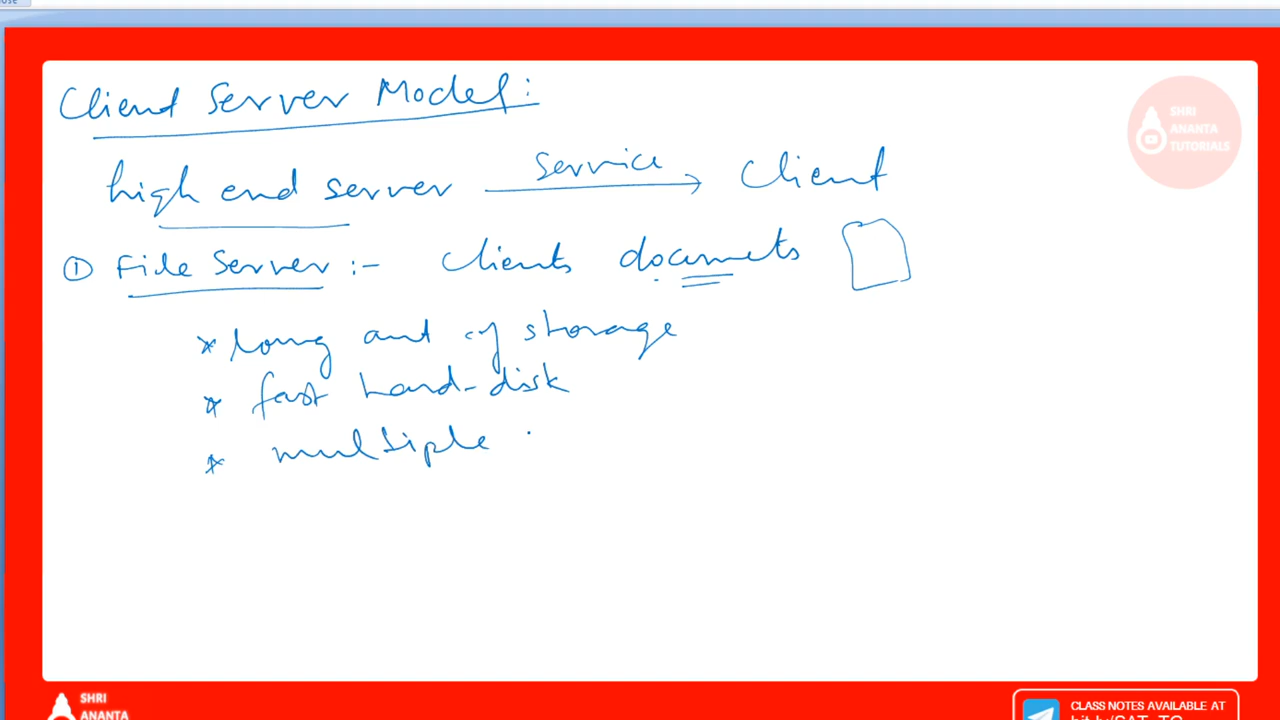 Client Server Model:
high end server service → Client
① File Server :- Clients documets
* long amt of storage
* fast hard-disk
* multiple
SHRI
ANANTA
TUTORIALS
SHRI
ANANTA
CLASS NOTES AVAILABLE AT